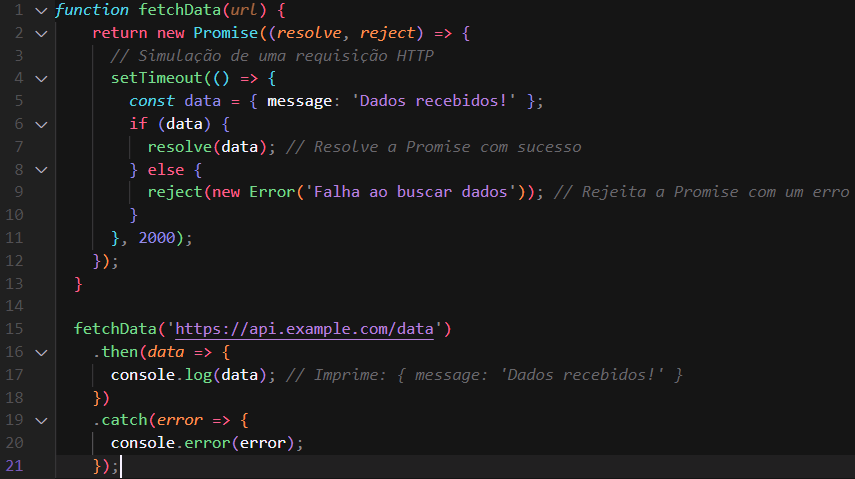 1 function fetchData(url) {
2 return new Promise((resolve, reject) => {
3 // Simulação de uma requisição HTTP
4 setTimeout(() => {
5 const data = { message: 'Dados recebidos!' };
6 if (data) {
7 resolve(data); // Resolve a Promise com sucesso
8 } else {
9 reject(new Error('Falha ao buscar dados')); // Rejeita a Promise com um erro
10 }
11 }, 2000);
12 });
13 }
14
15 fetchData('https://api.example.com/data')
16 .then(data => {
17 console.log(data); // Imprime: { message: 'Dados recebidos!' }
18 })
19 .catch(error => {
20 console.error(error);
21 });